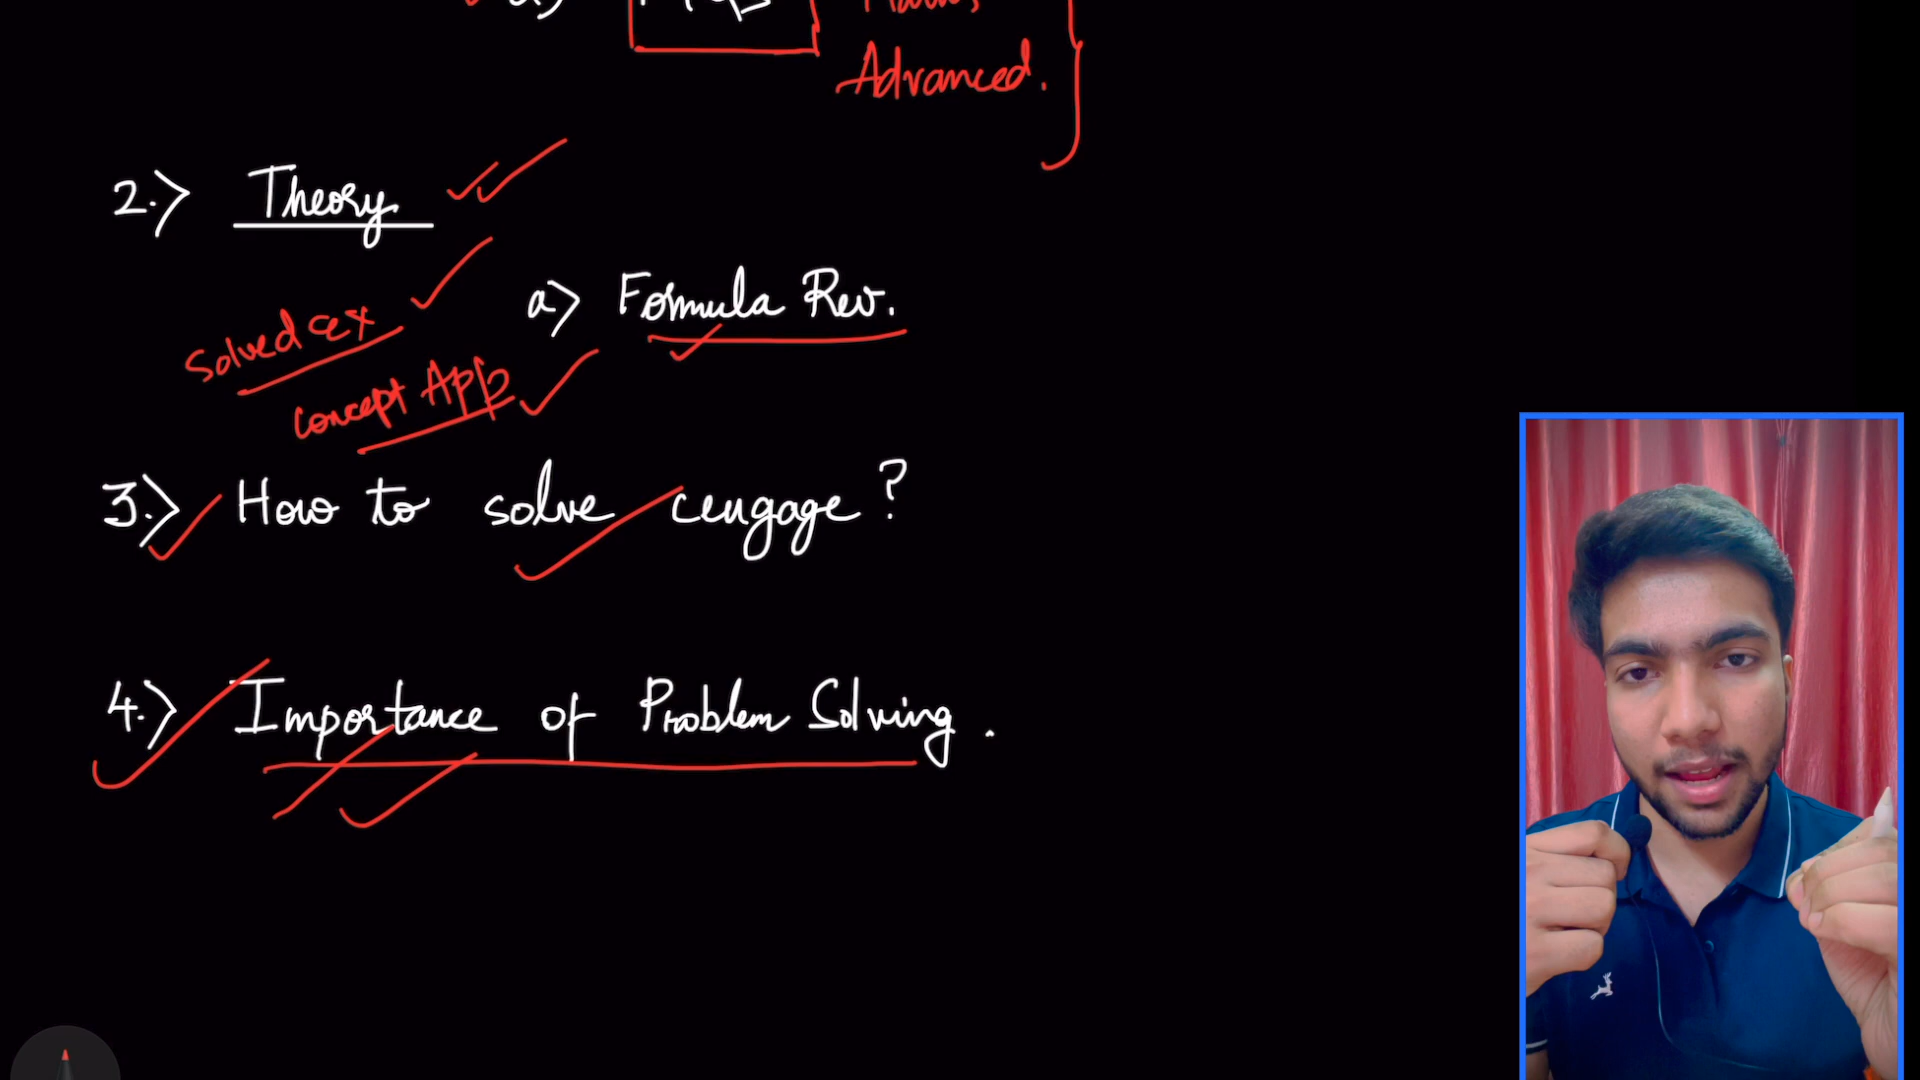 Advanced.
2.) Theory
a) Formula Rev.
Solved Ex
Concept App
3.) How to solve cengage?
4.) Importance of Problem Solving.